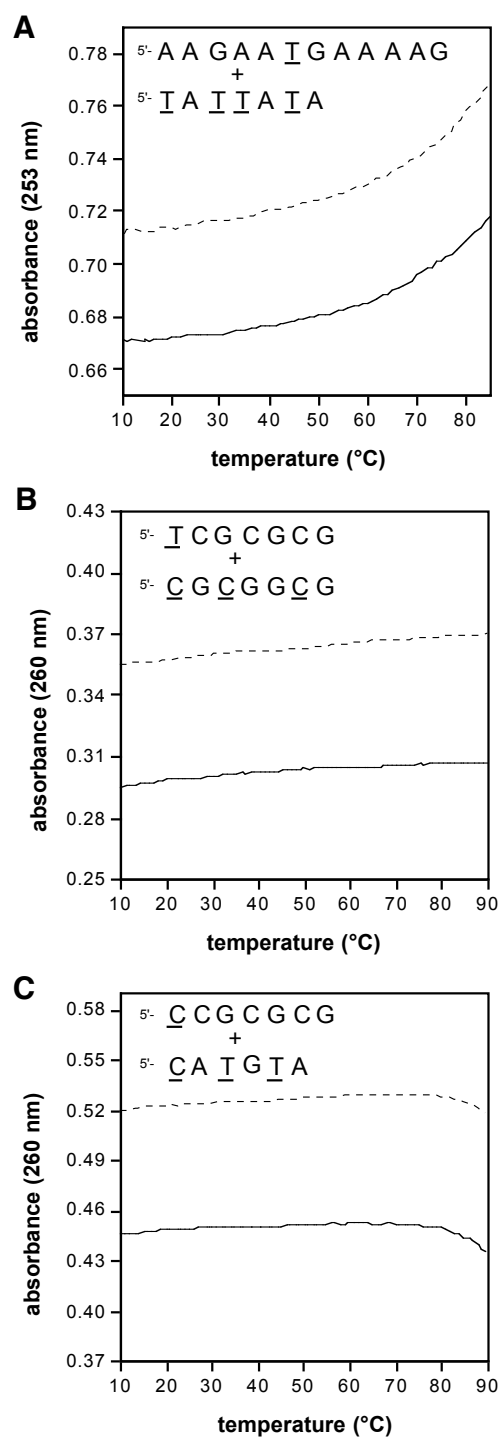 A
absorbance (253 nm)
0.78
0.76
0.74
0.72
0.70
0.68
0.66
5'- A A G A A T G A A A A G
+
5'- T A T T A T A
10 20 30 40 50 60 70 80
temperature (°C)
B
absorbance (260 nm)
0.43
0.40
0.37
0.34
0.31
0.28
0.25
5'- T C G C G C G
+
5'- C G C G G C G
10 20 30 40 50 60 70 80 90
temperature (°C)
C
absorbance (260 nm)
0.58
0.55
0.52
0.49
0.46
0.43
0.40
0.37
5'- C C G C G C G
+
5'- C A T G T A
10 20 30 40 50 60 70 80 90
temperature (°C)